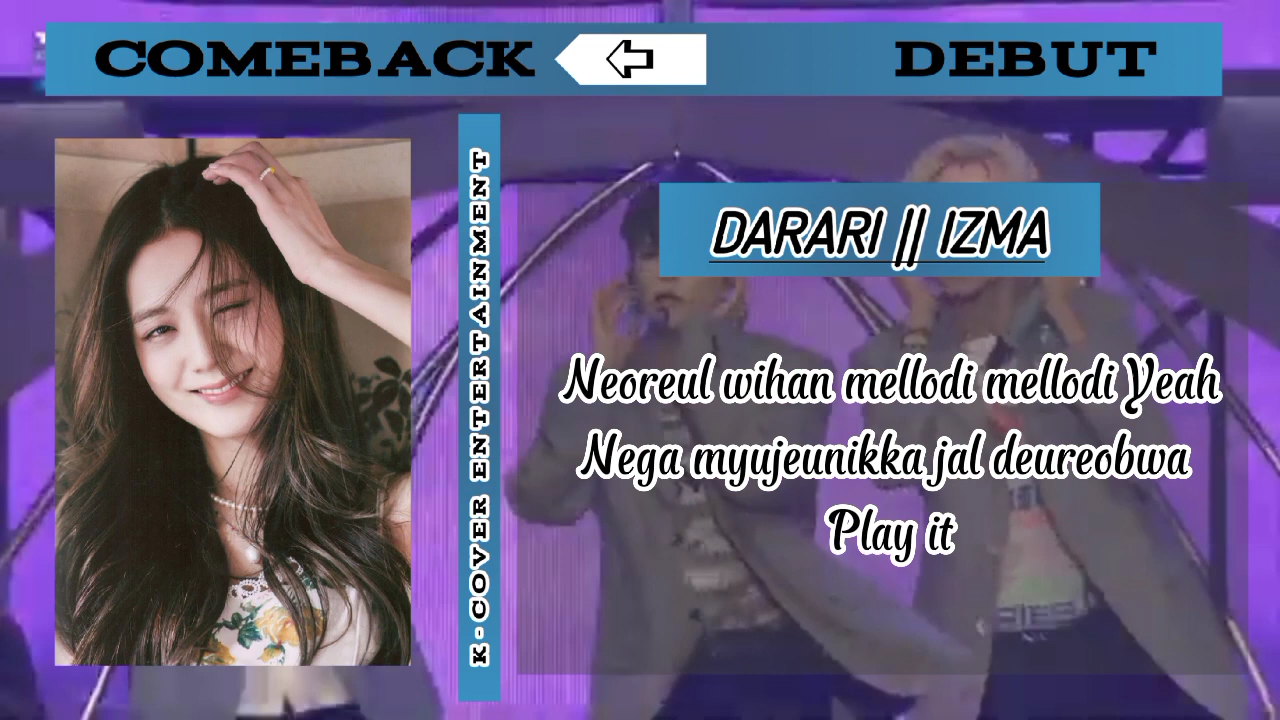 COMEBACK
DEBUT
K-COVER ENTERTAINMENT
DARARI || IZMA
Neoreul wihan mellodi mellodi Yeah
Nega myujeunikka jal deureobwa
Play it